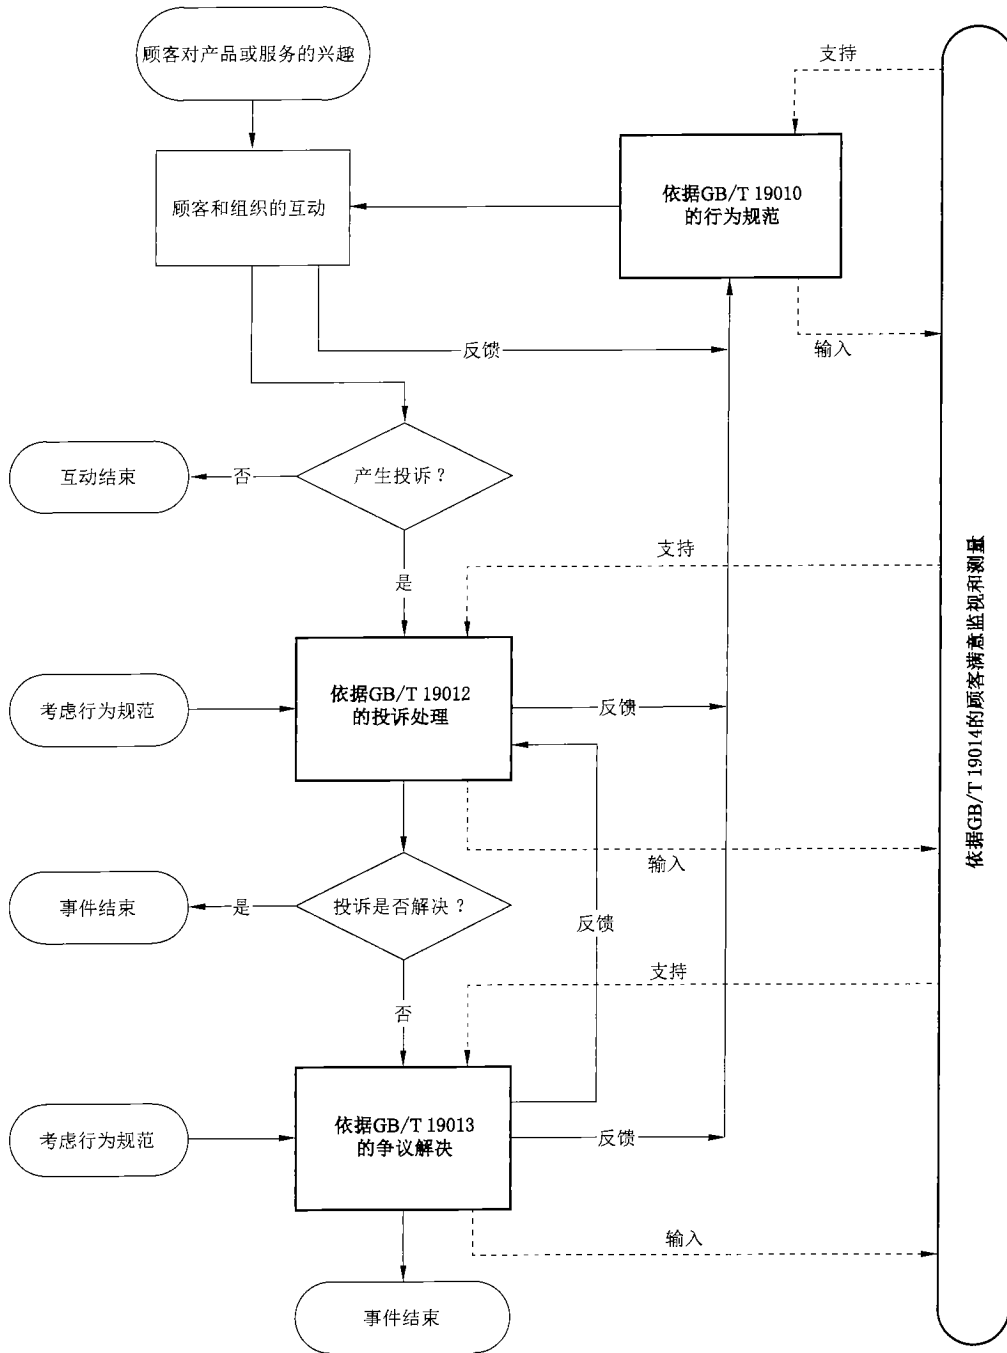 顾客对产品或服务的兴趣
支持
顾客和组织的互动
依据GB/T 19010
的行为规范
反馈
输入
互动结束
否
产生投诉？
是
支持
考虑行为规范
依据GB/T 19012
的投诉处理
反馈
输入
事件结束
是
投诉是否解决？
反馈
否
支持
考虑行为规范
依据GB/T 19013
的争议解决
反馈
输入
事件结束
依据GB/T 19014的顾客满意监视和测量